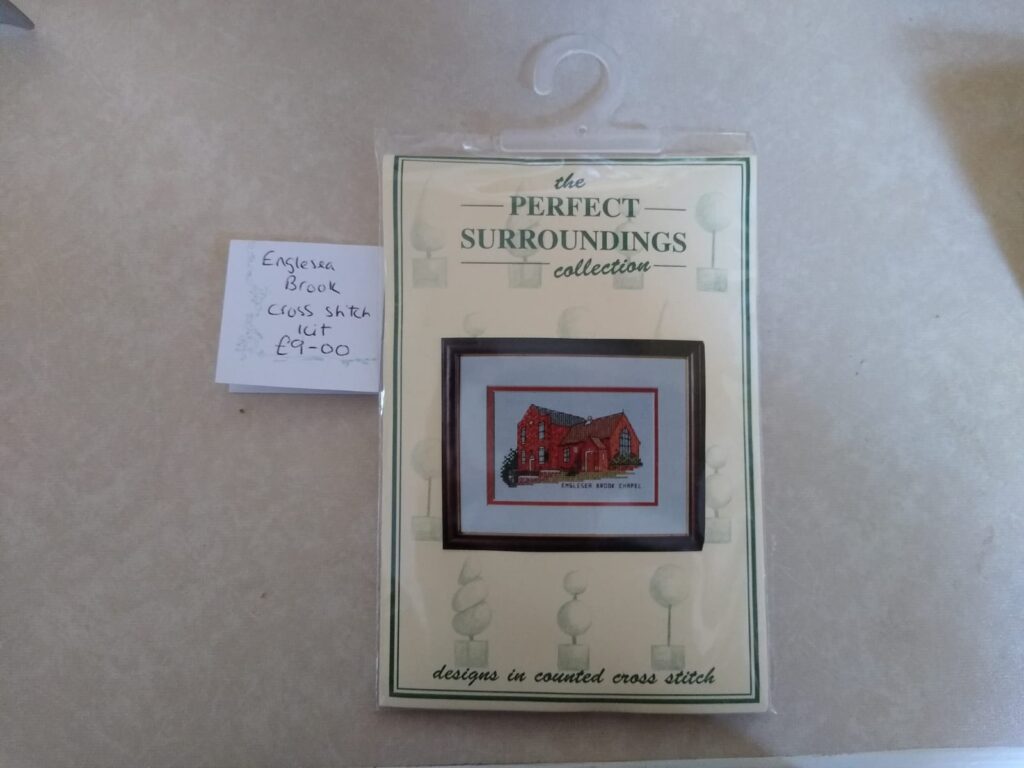 Englesea
Brook
cross stitch
kit
£9-00
the
PERFECT
SURROUNDINGS
collection
ENGLESEA BROOK CHAPEL
designs in counted cross stitch